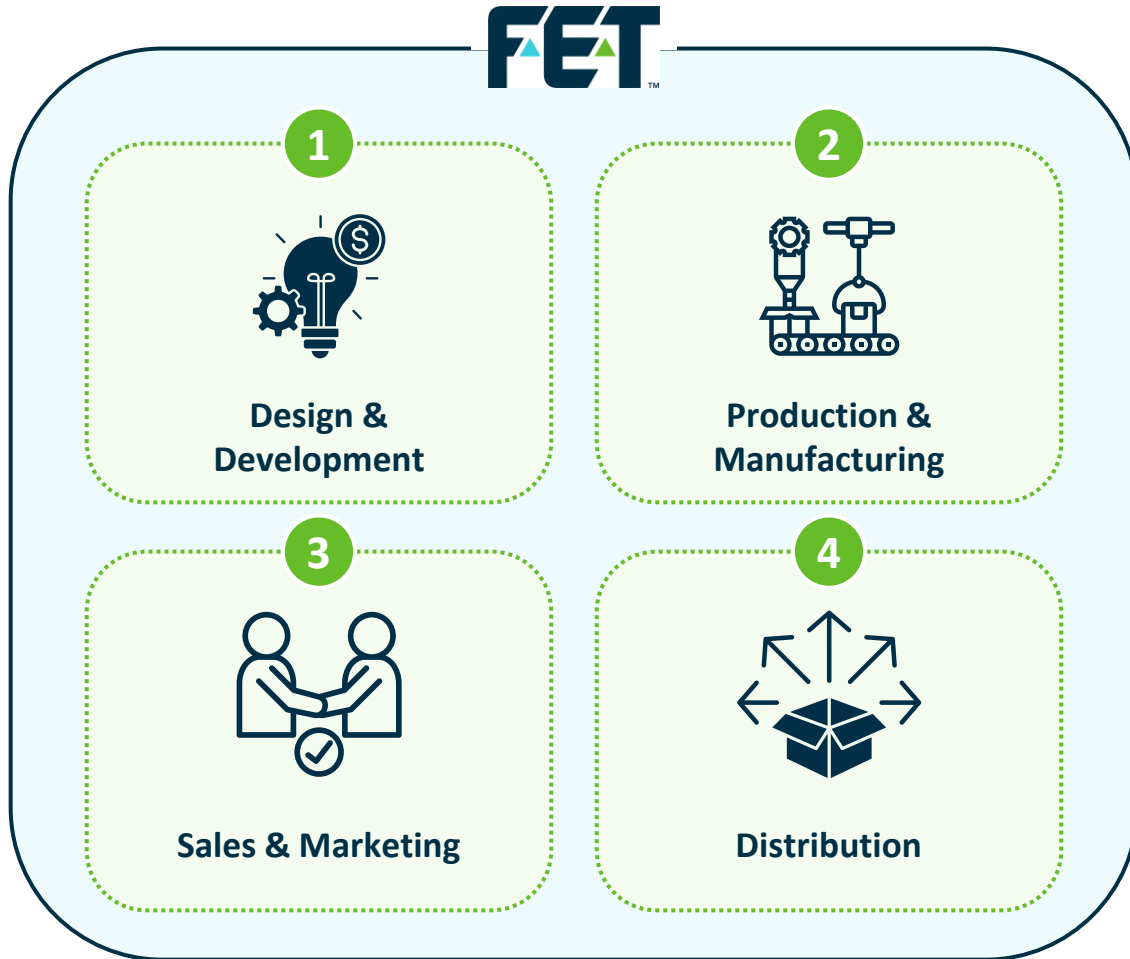 FET
TM
1
Design &
Development
2
Production &
Manufacturing
3
Sales & Marketing
4
Distribution